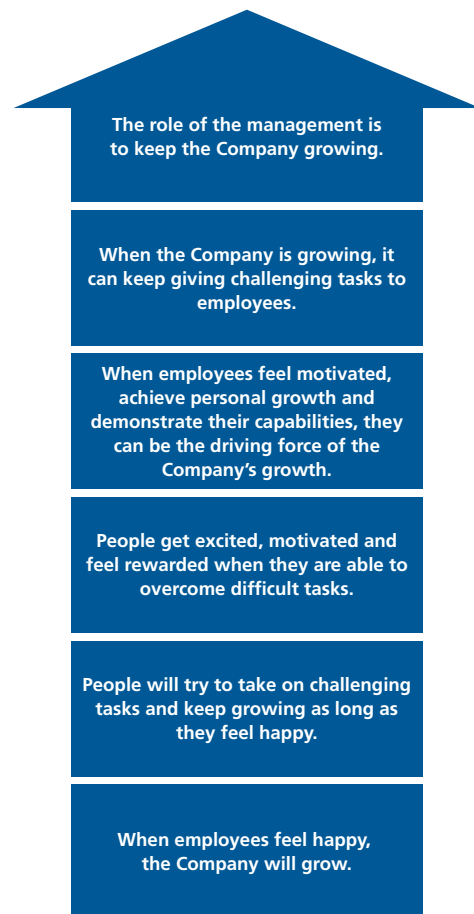 The role of the management is
to keep the Company growing.
When the Company is growing, it
can keep giving challenging tasks to
employees.
When employees feel motivated,
achieve personal growth and
demonstrate their capabilities, they
can be the driving force of the
Company’s growth.
People get excited, motivated and
feel rewarded when they are able to
overcome difficult tasks.
People will try to take on challenging
tasks and keep growing as long as
they feel happy.
When employees feel happy,
the Company will grow.